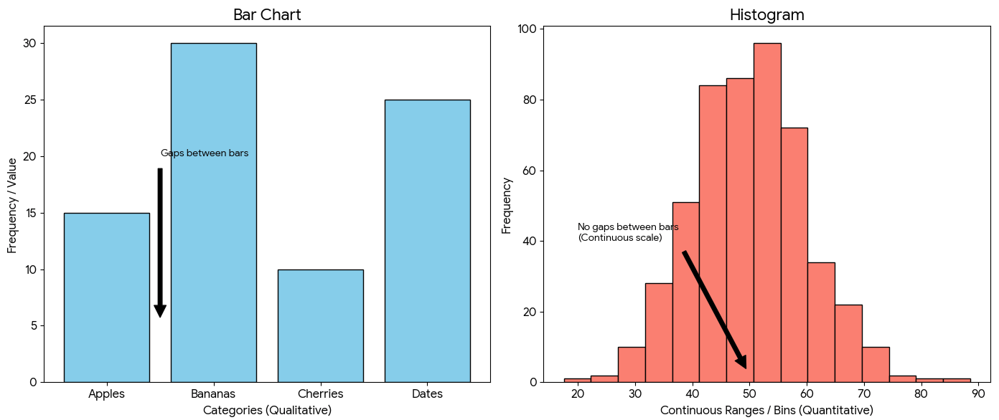 Bar Chart
30
25
20
15
10
5
0
Frequency / Value
Gaps between bars
Apples
Bananas
Cherries
Dates
Categories (Qualitative)
Histogram
100
80
60
40
20
0
Frequency
No gaps between bars
(Continuous scale)
20
30
40
50
60
70
80
90
Continuous Ranges / Bins (Quantitative)